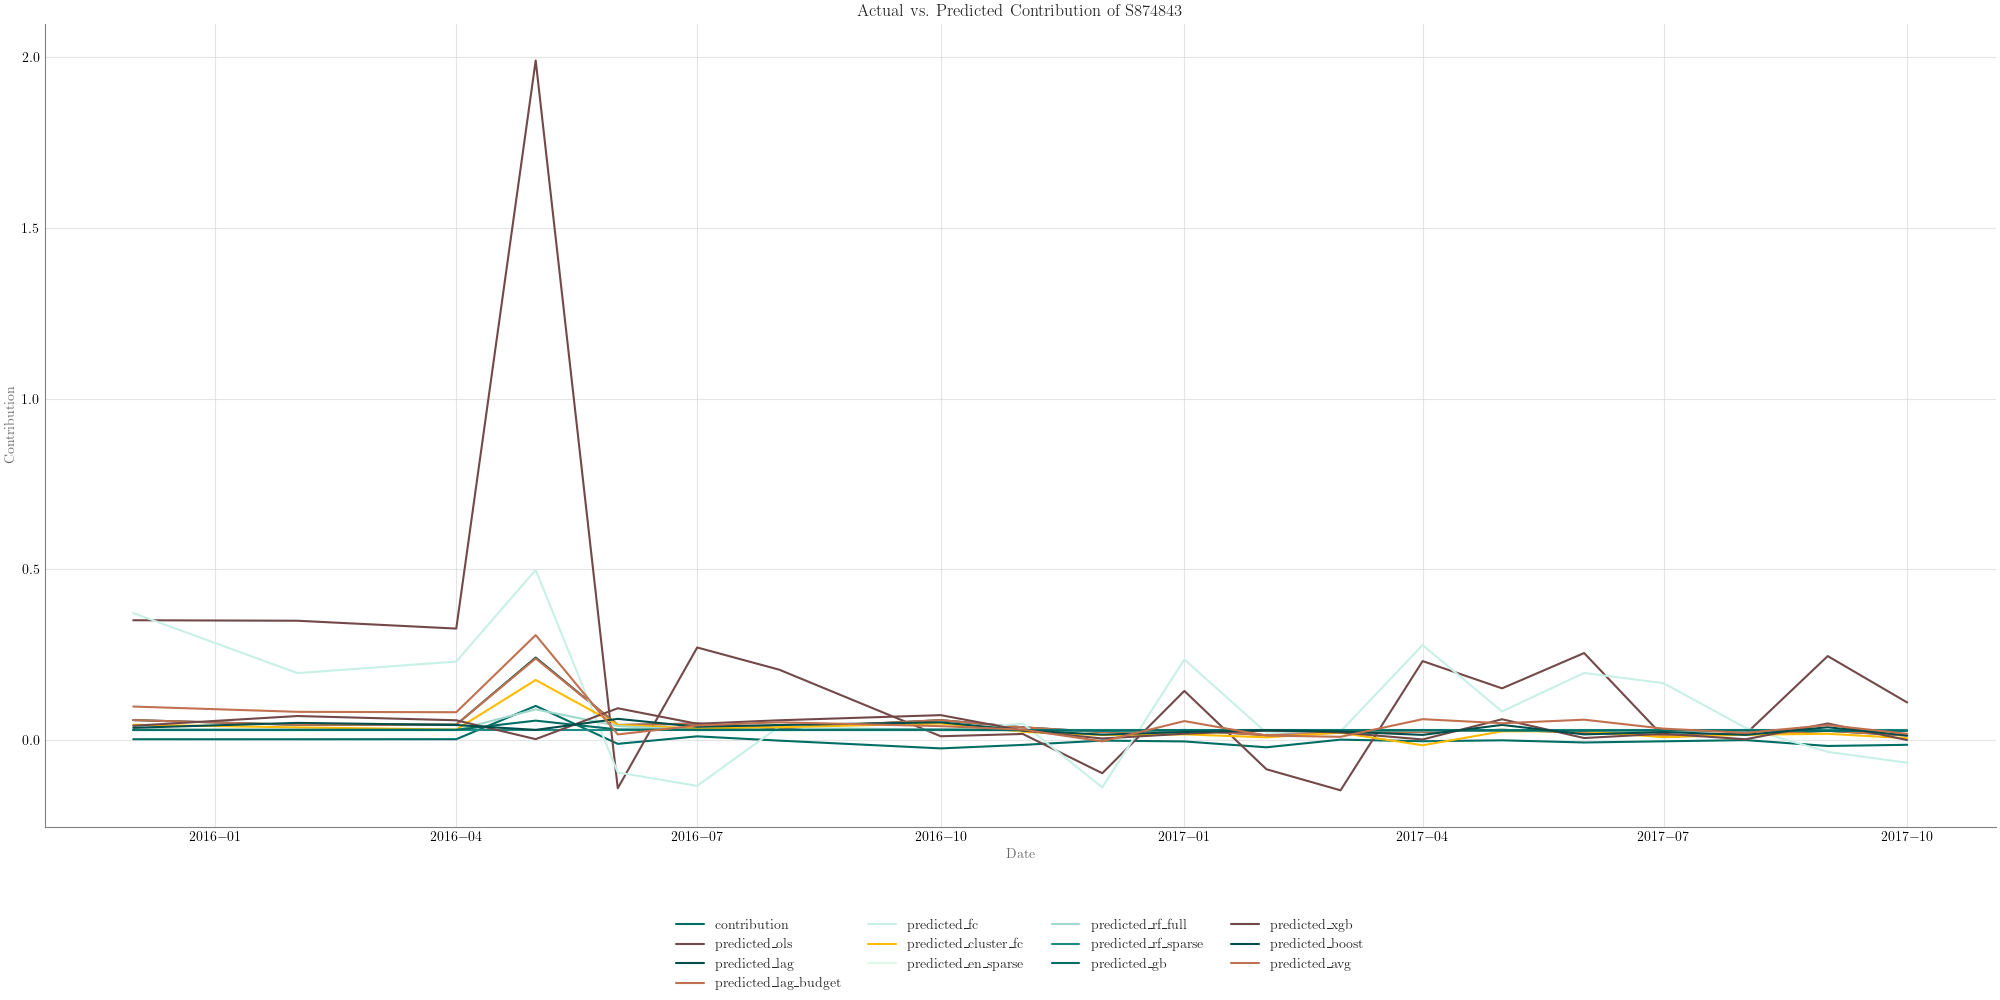 Actual vs. Predicted Contribution of S874843
2.0
1.5
1.0
0.5
0.0
Contribution
2016−01
2016−04
2016−07
2016−10
2017−01
2017−04
2017−07
2017−10
Date
contribution
predicted_ols
predicted_lag
predicted_lag_budget
predicted_fc
predicted_cluster_fc
predicted_en_sparse
predicted_rf_full
predicted_rf_sparse
predicted_gb
predicted_xgb
predicted_boost
predicted_avg